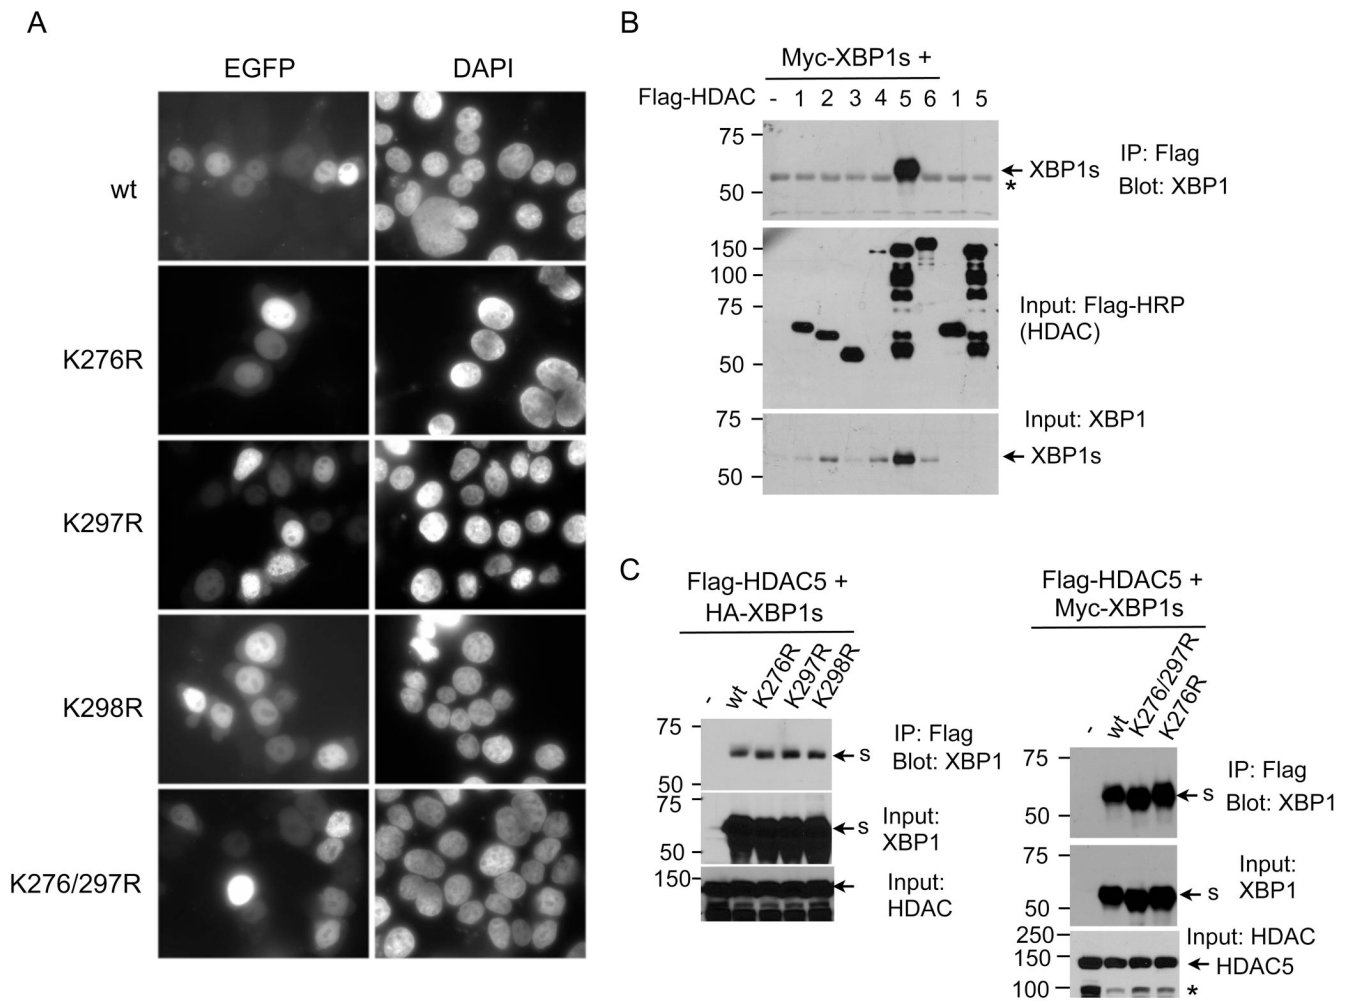 A
EGFP
DAPI
wt
K276R
K297R
K298R
K276/297R
B
Myc-XBP1s +
Flag-HDAC - 1 2 3 4 5 6 1 5
75
50
XBP1s
*
IP: Flag
Blot: XBP1
150
100
75
50
Input: Flag-HRP
(HDAC)
75
50
Input: XBP1
XBP1s
C
Flag-HDAC5 +
HA-XBP1s
-
wt
K276R
K297R
K298R
75
50
s
IP: Flag
Blot: XBP1
75
50
s
Input:
XBP1
150
Input:
HDAC
Flag-HDAC5 +
Myc-XBP1s
-
wt
K276/297R
K276R
75
50
s
IP: Flag
Blot: XBP1
75
50
s
Input:
XBP1
250
150
100
Input: HDAC
HDAC5
*